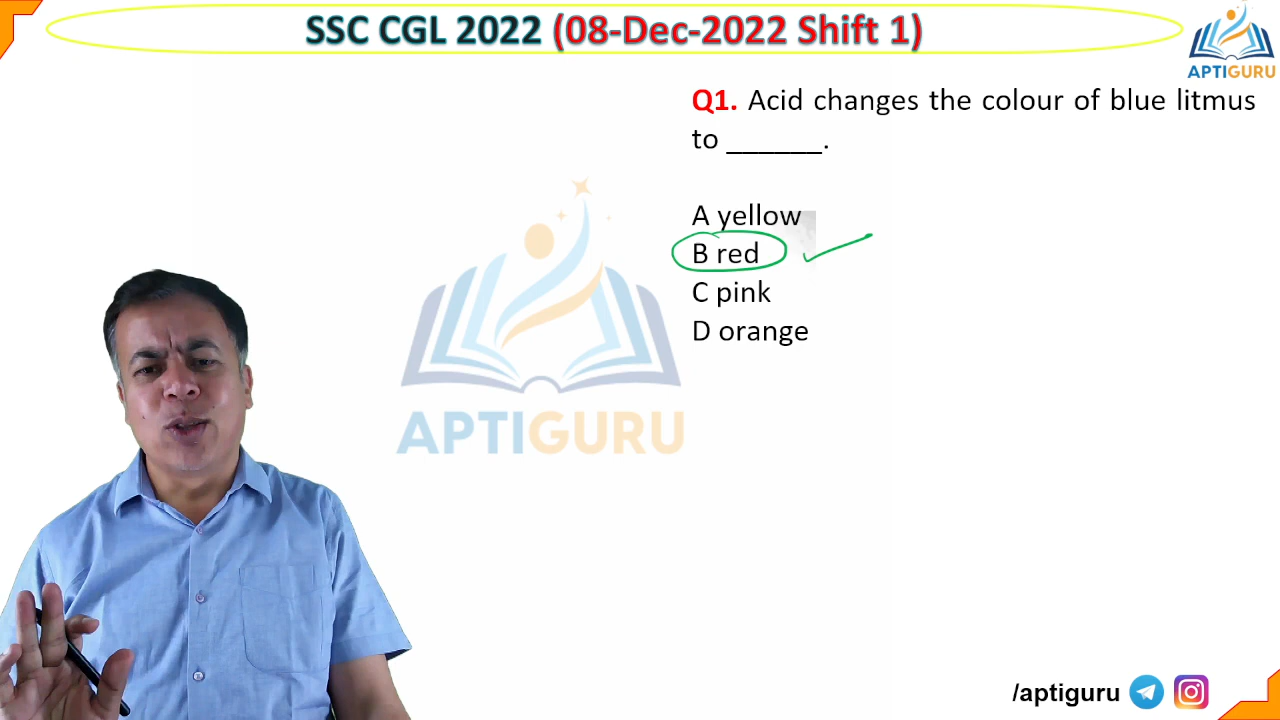 SSC CGL 2022 (08-Dec-2022 Shift 1)
APTIGURU
Q1. Acid changes the colour of blue litmus
to ______.
A yellow
B red
C pink
D orange
APTIGURU
/aptiguru